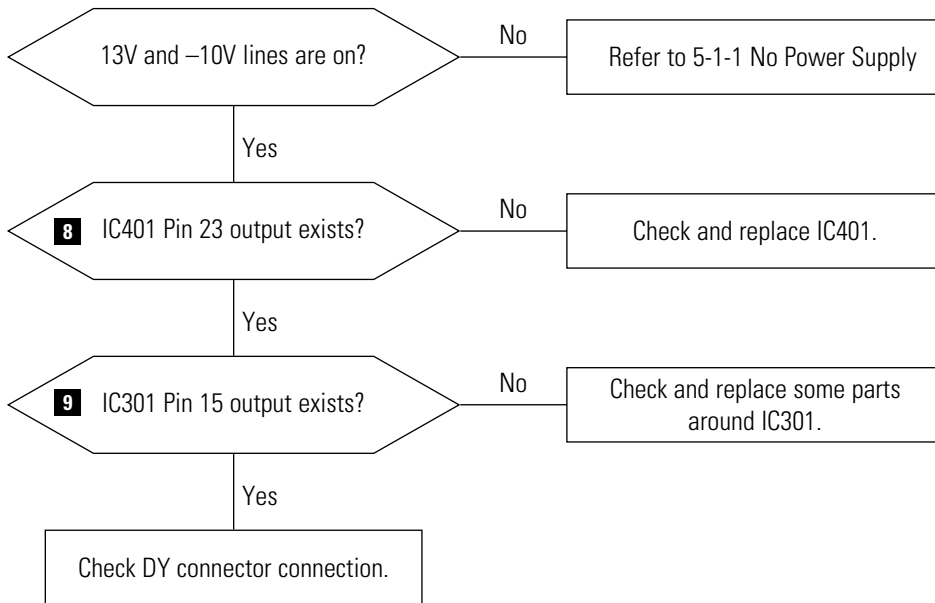 13V and –10V lines are on?
No
Refer to 5-1-1 No Power Supply
Yes
8 IC401 Pin 23 output exists?
No
Check and replace IC401.
Yes
9 IC301 Pin 15 output exists?
No
Check and replace some parts
around IC301.
Yes
Check DY connector connection.